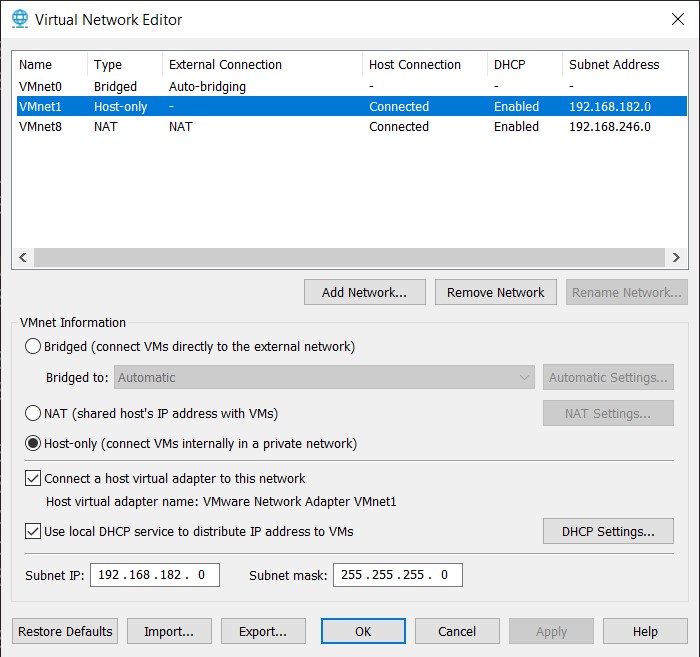 Virtual Network Editor
Name Type External Connection Host Connection DHCP Subnet Address
VMnet0 Bridged Auto-bridging - - -
VMnet1 Host-only - Connected Enabled 192.168.182.0
VMnet8 NAT NAT Connected Enabled 192.168.246.0
Add Network... Remove Network Rename Network...
VMnet Information
Bridged (connect VMs directly to the external network)
Bridged to: Automatic Automatic Settings...
NAT (shared host's IP address with VMs) NAT Settings...
Host-only (connect VMs internally in a private network)
Connect a host virtual adapter to this network
Host virtual adapter name: VMware Network Adapter VMnet1
Use local DHCP service to distribute IP address to VMs DHCP Settings...
Subnet IP: 192 . 168 . 182 . 0 Subnet mask: 255 . 255 . 255 . 0
Restore Defaults Import... Export... OK Cancel Apply Help